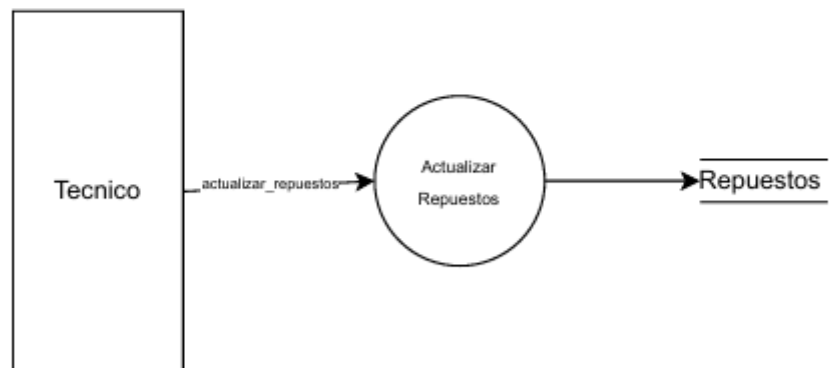 Tecnico
actualizar_repuestos
Actualizar
Repuestos
Repuestos